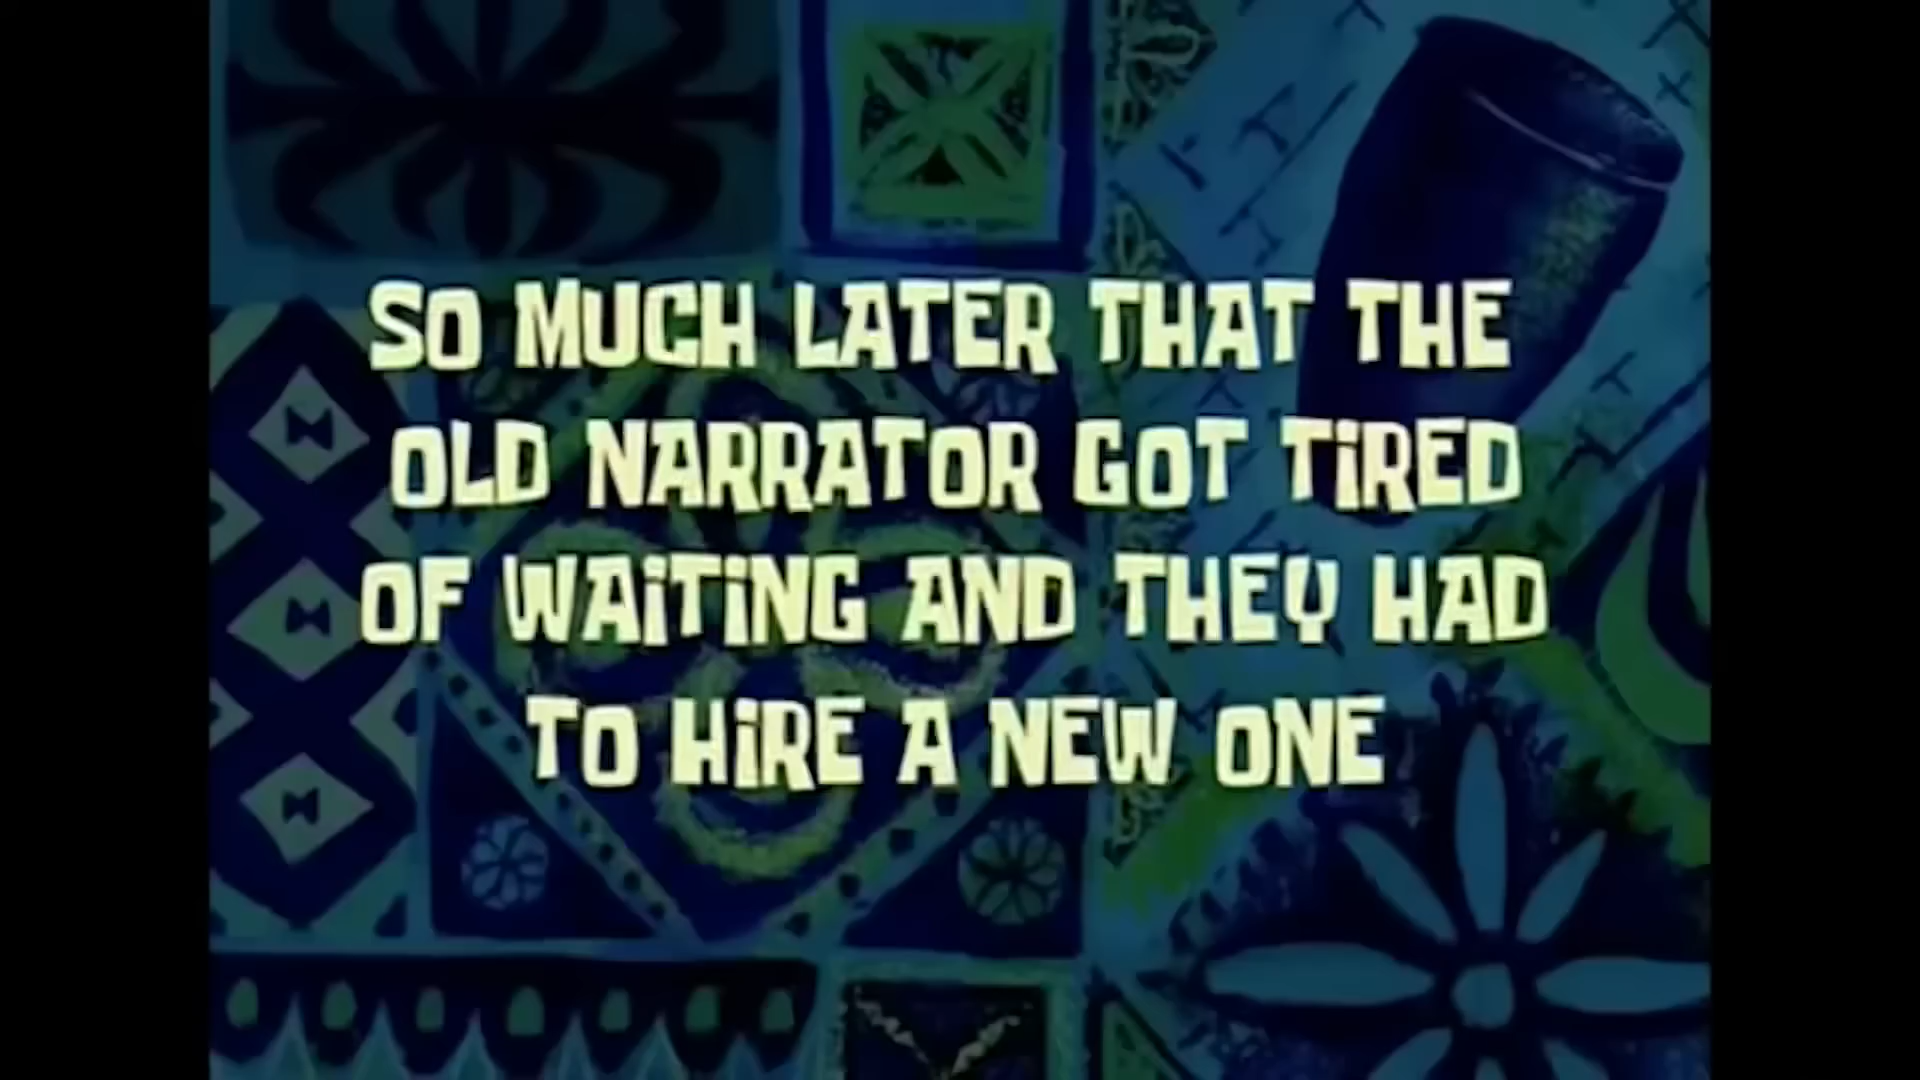 SO MUCH LATER THAT THE
OLD NARRATOR GOT TIRED
OF WAITING AND THEY HAD
TO HIRE A NEW ONE